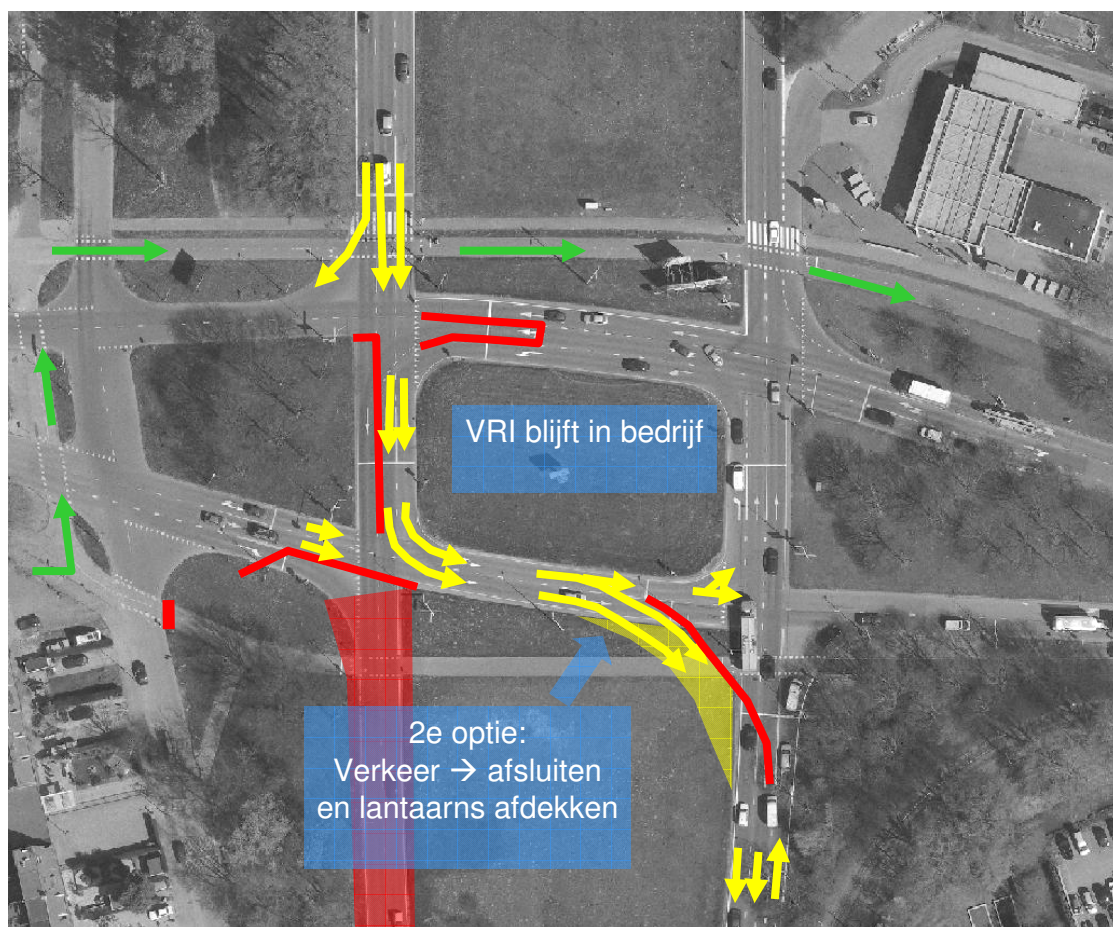 VRI blijft in bedrijf
2e optie:
Verkeer → afsluiten
en lantaarns afdekken